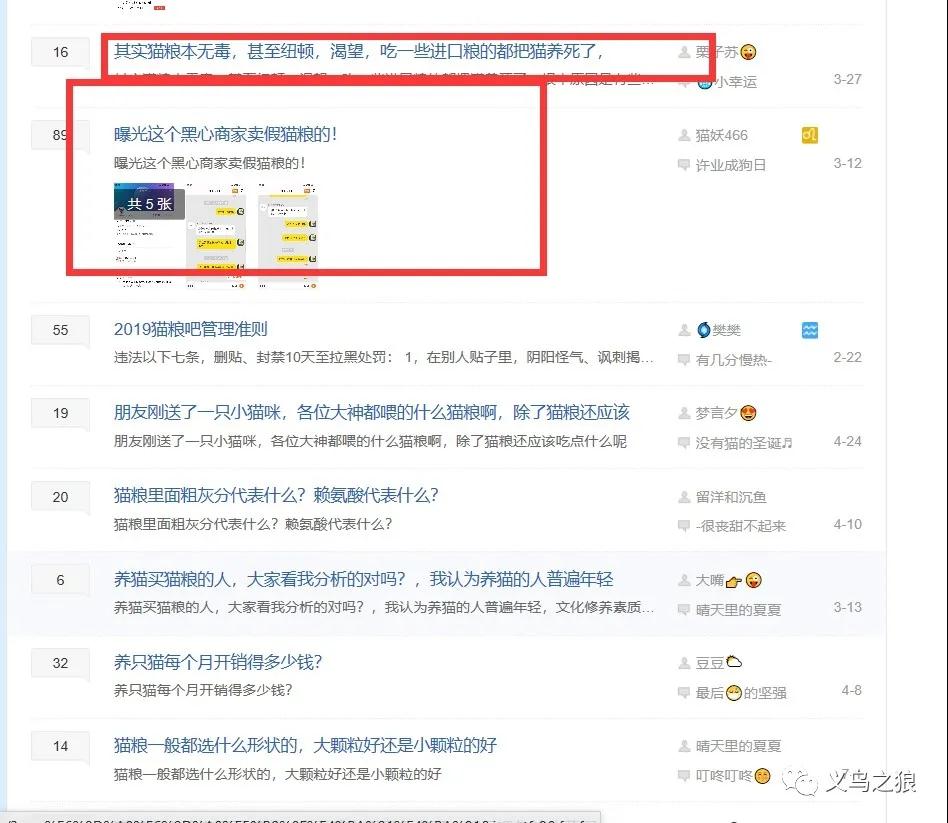 16
其实猫粮本无毒，甚至纽顿，渴望，吃一些进口粮的都把猫养死了，
栗子苏
小幸运
3-27
89
曝光这个黑心商家卖假猫粮的！
猫妖466
曝光这个黑心商家卖假猫粮的！
许业成狗日
3-12
共 5 张
55
2019猫粮吧管理准则
樊樊
违法以下七条，删贴、封禁10天至拉黑处罚： 1，在别人贴子里，阴阳怪气、讽刺揭...
有几分慢热-
2-22
19
朋友刚送了一只小猫咪，各位大神都喂的什么猫粮啊，除了猫粮还应该
梦言夕
朋友刚送了一只小猫咪，各位大神都喂的什么猫粮啊，除了猫粮还应该吃点什么呢
没有猫的圣诞♬
4-24
20
猫粮里面粗灰分代表什么？赖氨酸代表什么？
留洋和沉鱼
猫粮里面粗灰分代表什么？赖氨酸代表什么？
-很丧甜不起来
4-10
6
养猫买猫粮的人，大家看我分析的对吗？，我认为养猫的人普遍年轻
大嘴
养猫买猫粮的人，大家看我分析的对吗？，我认为养猫的人普遍年轻，文化修养素质...
晴天里的夏夏
3-13
32
养只猫每个月开销得多少钱？
豆豆
养只猫每个月开销得多少钱？
最后的坚强
4-8
14
猫粮一般都选什么形状的，大颗粒好还是小颗粒的好
晴天里的夏夏
猫粮一般都选什么形状的，大颗粒好还是小颗粒的好
叮咚叮咚
义乌之狼